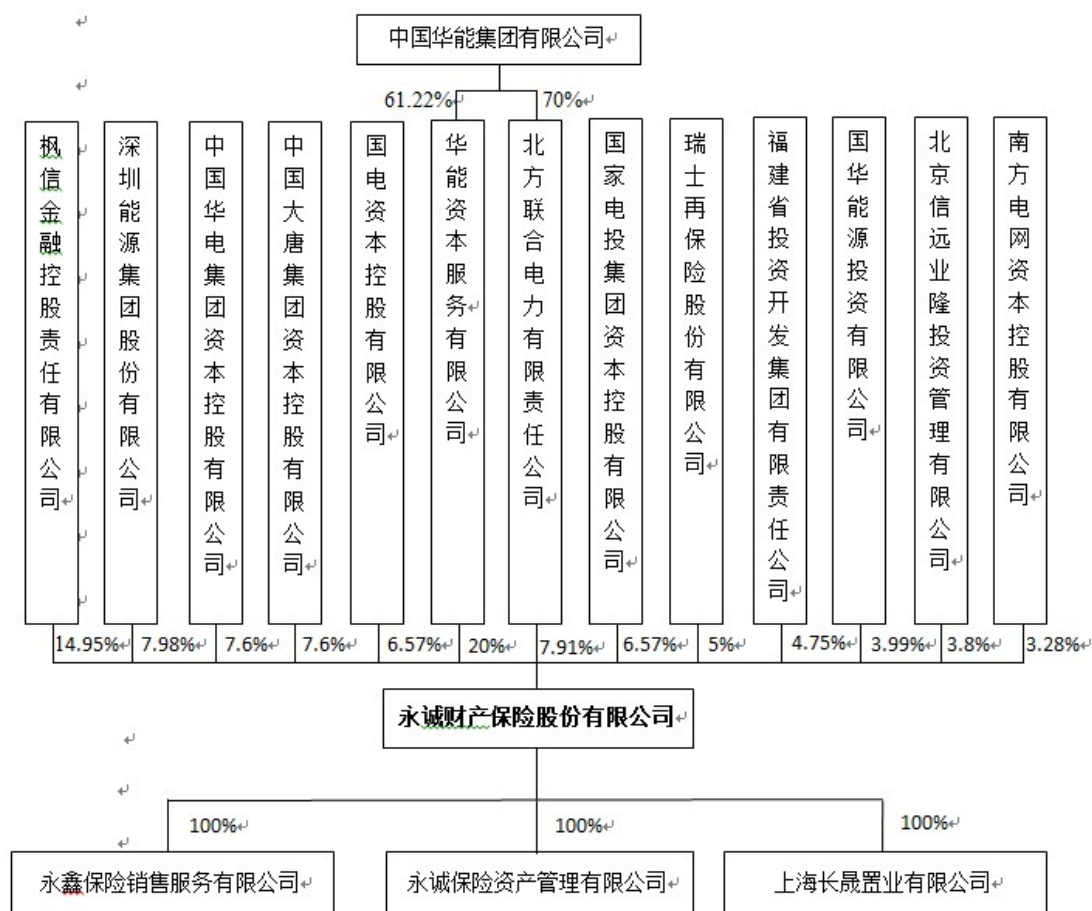 中国华能集团有限公司
61.22%
70%
枫信金融控股责任有限公司
深圳能源集团股份有限公司
中国华电集团资本控股有限公司
中国大唐集团资本控股有限公司
国电资本控股有限公司
华能资本服务有限公司
北方联合电力有限责任公司
国家电投集团资本控股有限公司
瑞士再保险股份有限公司
福建省投资开发集团有限责任公司
国华能源投资有限公司
北京信远业隆投资管理有限公司
南方电网资本控股有限公司
14.95%
7.98%
7.6%
7.6%
6.57%
20%
7.91%
6.57%
5%
4.75%
3.99%
3.8%
3.28%
永诚财产保险股份有限公司
100%
100%
100%
永鑫保险销售服务有限公司
永诚保险资产管理有限公司
上海长晟置业有限公司